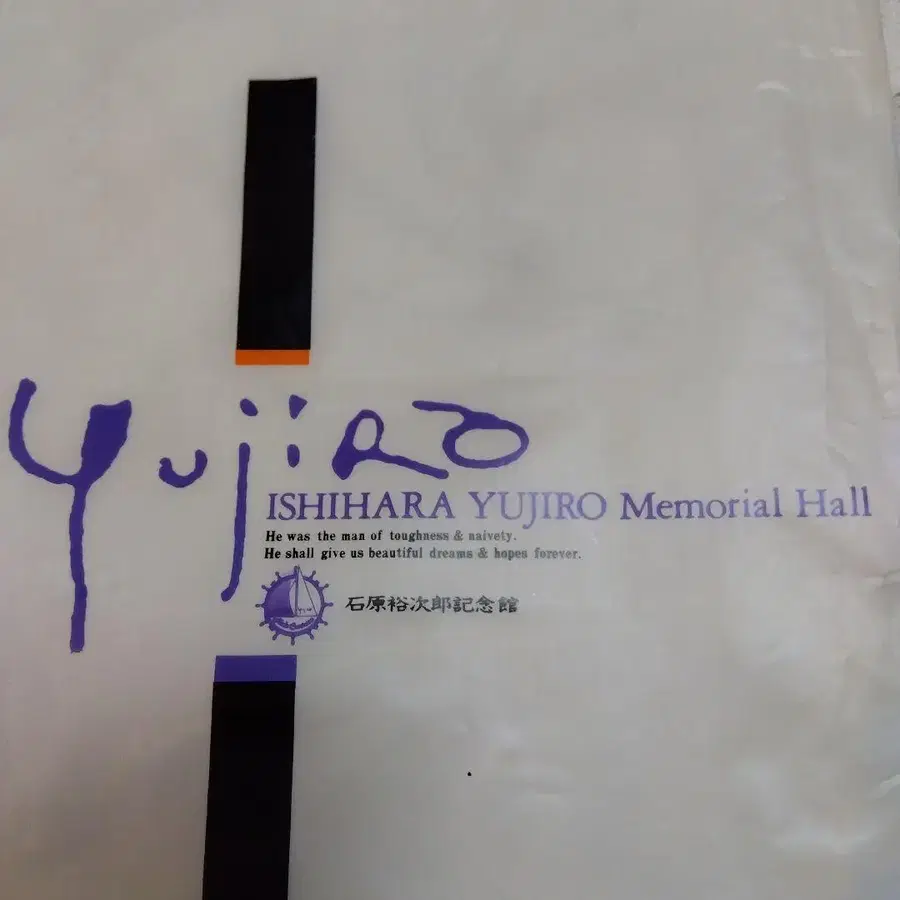 yujiRo
ISHIHARA YUJIRO Memorial Hall
He was the man of toughness & naivety.
He shall give us beautiful dreams & hopes forever.
石原裕次郎記念館